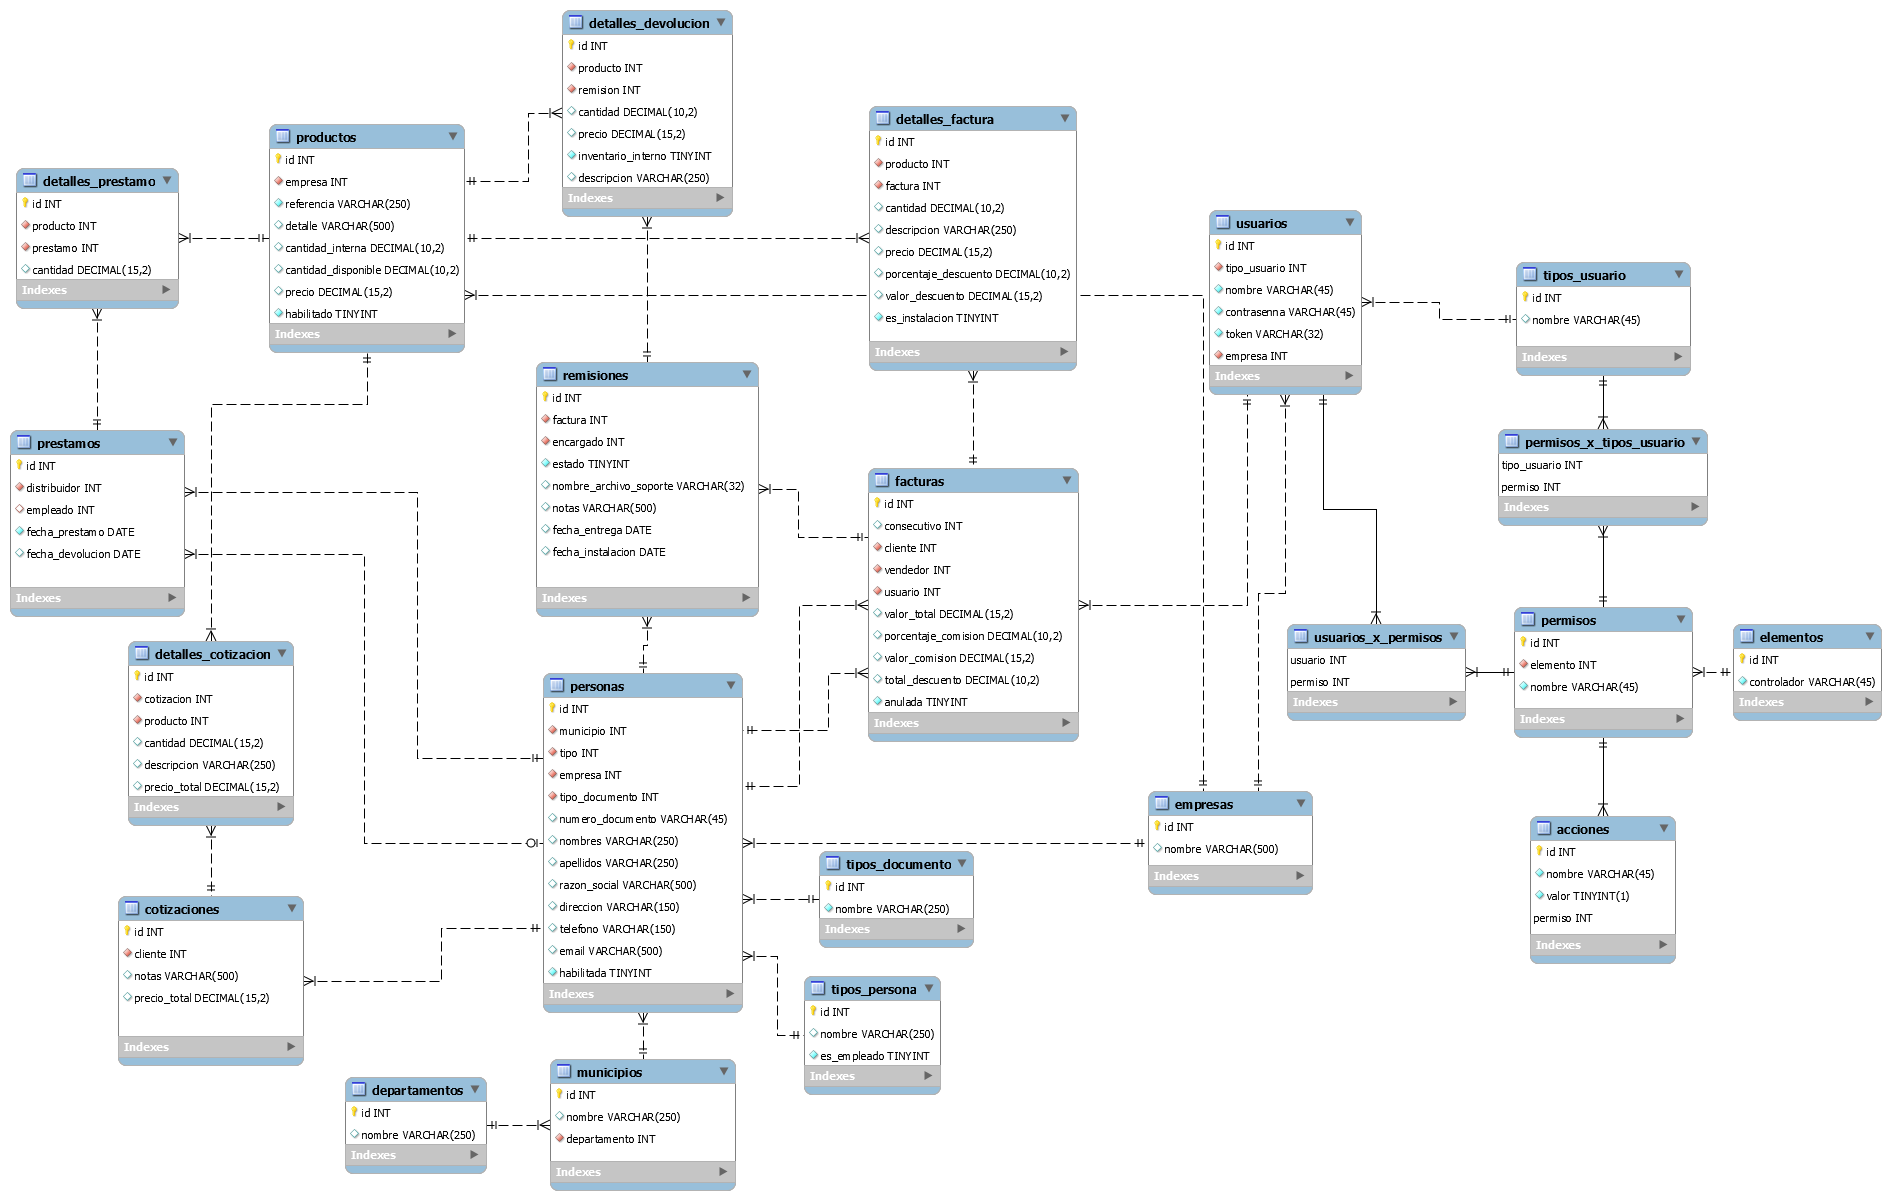 detalles_devolucion
id INT
producto INT
remision INT
cantidad DECIMAL(10,2)
precio DECIMAL(15,2)
inventario_interno TINYINT
descripcion VARCHAR(250)
Indexes
productos
id INT
empresa INT
referencia VARCHAR(250)
detalle VARCHAR(500)
cantidad_interna DECIMAL(10,2)
cantidad_disponible DECIMAL(10,2)
precio DECIMAL(15,2)
habilitado TINYINT
Indexes
detalles_factura
id INT
producto INT
factura INT
cantidad DECIMAL(10,2)
descripcion VARCHAR(250)
precio DECIMAL(15,2)
porcentaje_descuento DECIMAL(10,2)
valor_descuento DECIMAL(15,2)
es_instalacion TINYINT
Indexes
detalles_prestamo
id INT
producto INT
prestamo INT
cantidad DECIMAL(15,2)
Indexes
usuarios
id INT
tipo_usuario INT
nombre VARCHAR(45)
contrasenna VARCHAR(45)
token VARCHAR(32)
empresa INT
Indexes
tipos_usuario
id INT
nombre VARCHAR(45)
Indexes
remisiones
id INT
factura INT
encargado INT
estado TINYINT
nombre_archivo_soporte VARCHAR(32)
notas VARCHAR(500)
fecha_entrega DATE
fecha_instalacion DATE
Indexes
prestamos
id INT
distribuidor INT
empleado INT
fecha_prestamo DATE
fecha_devolucion DATE
Indexes
permisos_x_tipos_usuario
tipo_usuario INT
permiso INT
Indexes
facturas
id INT
consecutivo INT
cliente INT
vendedor INT
usuario INT
valor_total DECIMAL(15,2)
porcentaje_comision DECIMAL(10,2)
valor_comision DECIMAL(15,2)
total_descuento DECIMAL(10,2)
anulada TINYINT
Indexes
permisos
id INT
elemento INT
nombre VARCHAR(45)
Indexes
usuarios_x_permisos
usuario INT
permiso INT
Indexes
elementos
id INT
controlador VARCHAR(45)
Indexes
detalles_cotizacion
id INT
cotizacion INT
producto INT
cantidad DECIMAL(15,2)
descripcion VARCHAR(250)
precio_total DECIMAL(15,2)
Indexes
personas
id INT
municipio INT
tipo INT
empresa INT
tipo_documento INT
numero_documento VARCHAR(45)
nombres VARCHAR(250)
apellidos VARCHAR(250)
razon_social VARCHAR(500)
direccion VARCHAR(150)
telefono VARCHAR(150)
email VARCHAR(500)
habilitada TINYINT
Indexes
empresas
id INT
nombre VARCHAR(500)
Indexes
acciones
id INT
nombre VARCHAR(45)
valor TINYINT(1)
permiso INT
Indexes
tipos_documento
id INT
nombre VARCHAR(250)
Indexes
cotizaciones
id INT
cliente INT
notas VARCHAR(500)
precio_total DECIMAL(15,2)
Indexes
tipos_persona
id INT
nombre VARCHAR(250)
es_empleado TINYINT
Indexes
municipios
id INT
nombre VARCHAR(250)
departamento INT
Indexes
departamentos
id INT
nombre VARCHAR(250)
Indexes